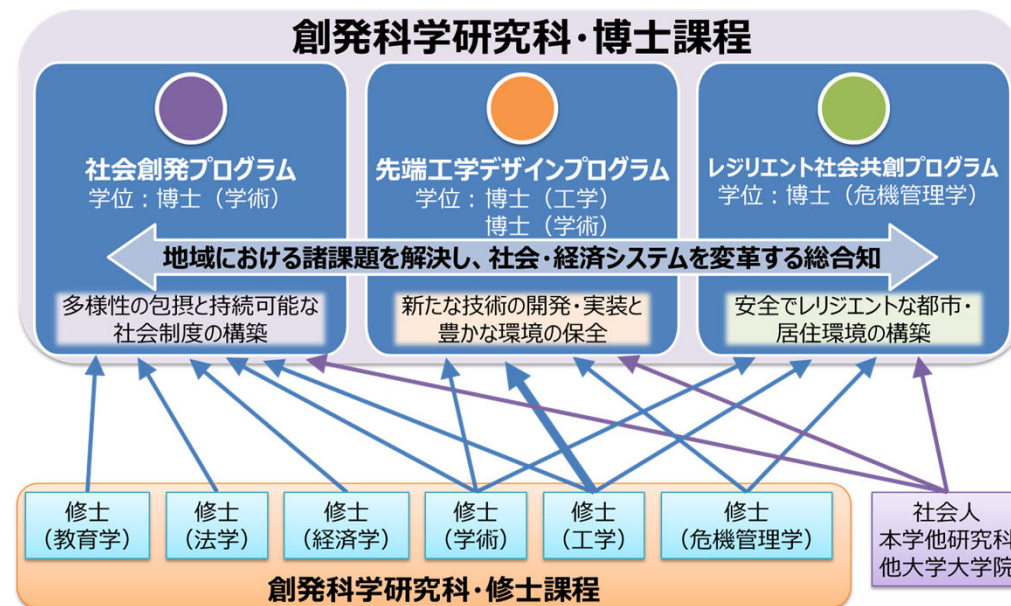 創発科学研究科・博士課程
社会創発プログラム
学位：博士（学術）
先端工学デザインプログラム
学位：博士（工学）
博士（学術）
レジリエント社会共創プログラム
学位：博士（危機管理学）
地域における諸課題を解決し、社会・経済システムを変革する総合知
多様性の包摂と持続可能な
社会制度の構築
新たな技術の開発・実装と
豊かな環境の保全
安全でレリジエントな都市・
居住環境の構築
修士
（教育学）
修士
（法学）
修士
（経済学）
修士
（学術）
修士
（工学）
修士
（危機管理学）
社会人
本学他研究科
他大学大学院
創発科学研究科・修士課程